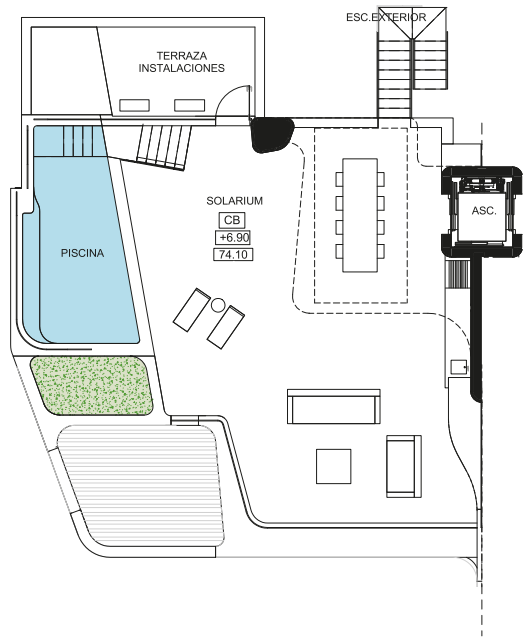 ESC.EXTERIOR
TERRAZA
INSTALACIONES
SOLARIUM
CB
+6.90
74.10
ASC.
PISCINA